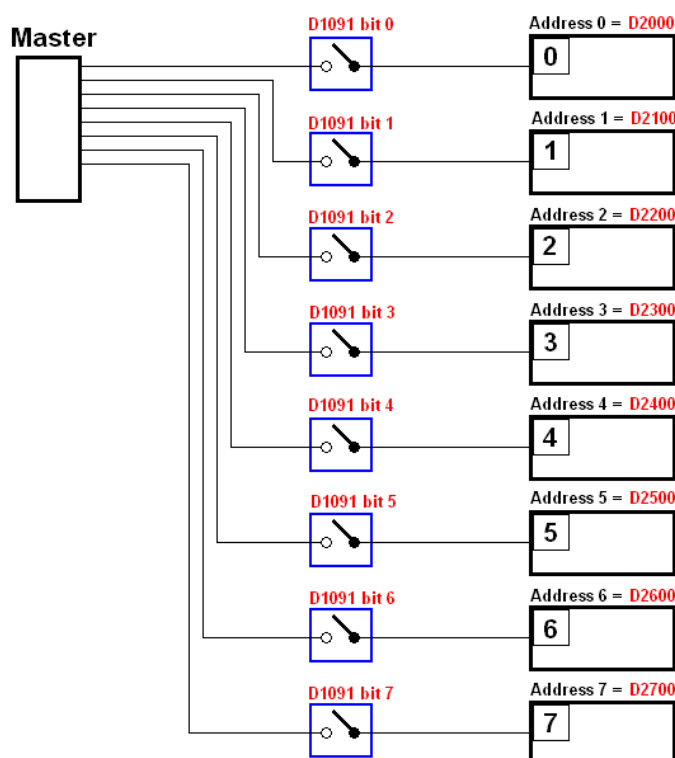 Master
D1091 bit 0
Address 0 = D2000
0
D1091 bit 1
Address 1 = D2100
1
D1091 bit 2
Address 2 = D2200
2
D1091 bit 3
Address 3 = D2300
3
D1091 bit 4
Address 4 = D2400
4
D1091 bit 5
Address 5 = D2500
5
D1091 bit 6
Address 6 = D2600
6
D1091 bit 7
Address 7 = D2700
7